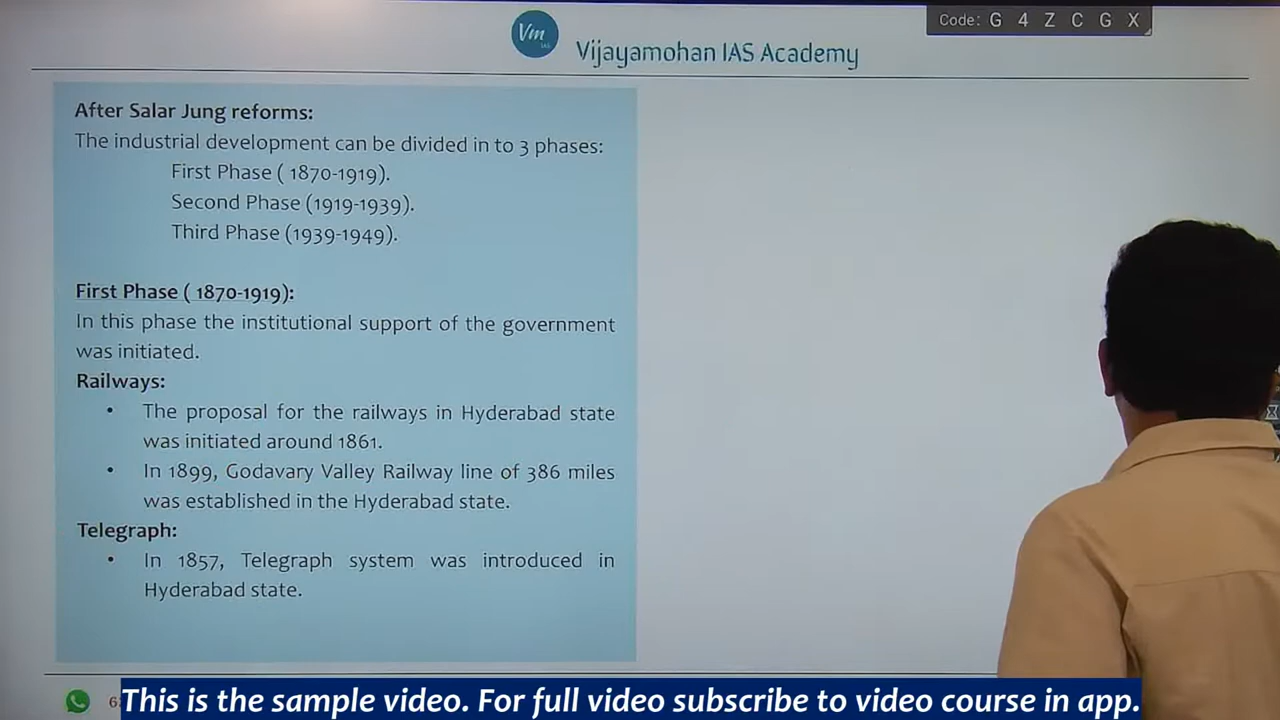 Code: G 4 Z C G X
Vm
IAS
Vijayamohan IAS Academy
After Salar Jung reforms:
The industrial development can be divided in to 3 phases:
First Phase ( 1870-1919).
Second Phase (1919-1939).
Third Phase (1939-1949).
First Phase ( 1870-1919):
In this phase the institutional support of the government
was initiated.
Railways:
• The proposal for the railways in Hyderabad state
was initiated around 1861.
• In 1899, Godavary Valley Railway line of 386 miles
was established in the Hyderabad state.
Telegraph:
• In 1857, Telegraph system was introduced in
Hyderabad state.
This is the sample video. For full video subscribe to video course in app.